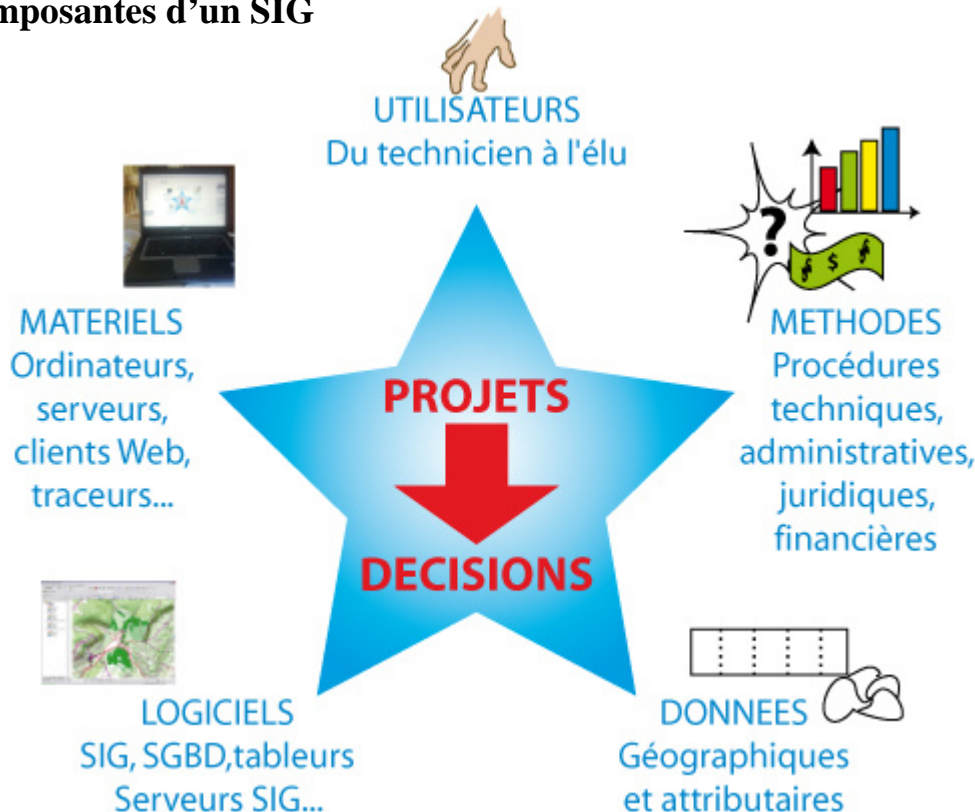 mposantes d'un SIG
UTILISATEURS
Du technicien à l'élu
MATERIELS
Ordinateurs,
serveurs,
clients Web,
traceurs...
?
$ $ $
METHODES
Procédures
techniques,
administratives,
juridiques,
financières
PROJETS
DECISIONS
LOGICIELS
SIG, SGBD,tableurs
Serveurs SIG...
DONNEES
Géographiques
et attributaires